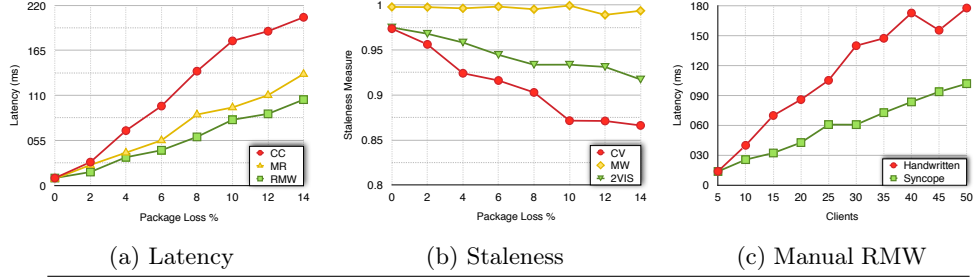 220
165
110
055
0
Latency (ms)
CC
MR
RMW
0 2 4 6 8 10 12 14
Package Loss %
(a) Latency
1
0.95
0.9
0.85
0.8
Staleness Measure
CV
MW
2VIS
0 2 4 6 8 10 12 14
Package Loss %
(b) Staleness
180
150
120
090
060
030
0
Latency (ms)
Handwritten
Syncope
5 10 15 20 25 30 35 40 45 50
Clients
(c) Manual RMW